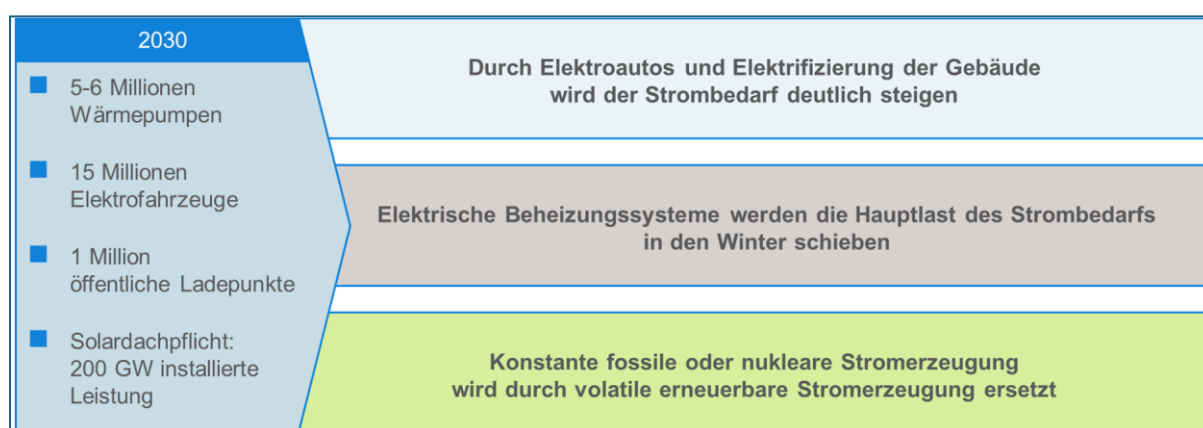 2030
5-6 Millionen
Wärmepumpen
15 Millionen
Elektrofahrzeuge
1 Million
öffentliche Ladepunkte
Solardachpflicht:
200 GW installierte
Leistung
Durch Elektroautos und Elektrifizierung der Gebäude
wird der Strombedarf deutlich steigen
Elektrische Beheizungssysteme werden die Hauptlast des Strombedarfs
in den Winter schieben
Konstante fossile oder nukleare Stromerzeugung
wird durch volatile erneuerbare Stromerzeugung ersetzt